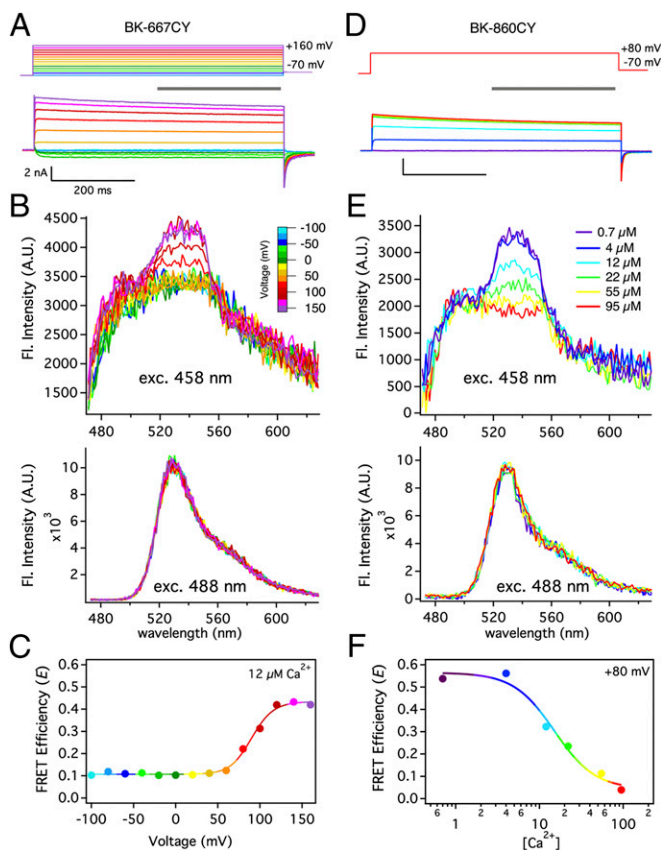 A
BK-667CY
+160 mV
-70 mV
2 nA
200 ms
B
4500
4000
3500
3000
2500
2000
1500
Fl. Intensity (A.U.)
Voltage (mV)
-100
-50
0
50
100
150
exc. 458 nm
480
520
560
600
10
8
6
4
2
Fl. Intensity (A.U.)
x10³
exc. 488 nm
480
520
560
600
wavelength (nm)
C
0.6
0.5
0.4
0.3
0.2
0.1
0.0
FRET Efficiency (E)
12 µM Ca²⁺
-100
-50
0
50
100
150
Voltage (mV)
D
BK-860CY
+80 mV
-70 mV
E
3500
3000
2500
2000
1500
1000
500
0
Fl. Intensity (A.U.)
0.7 µM
4 µM
12 µM
22 µM
55 µM
95 µM
exc. 458 nm
480
520
560
600
10
8
6
4
2
Fl. Intensity (A.U.)
x10³
exc. 488 nm
480
520
560
600
wavelength (nm)
F
0.6
0.5
0.4
0.3
0.2
0.1
0.0
FRET Efficiency (E)
+80 mV
6 1 2 4 6 10 2 4 6 100 2
[Ca²⁺]